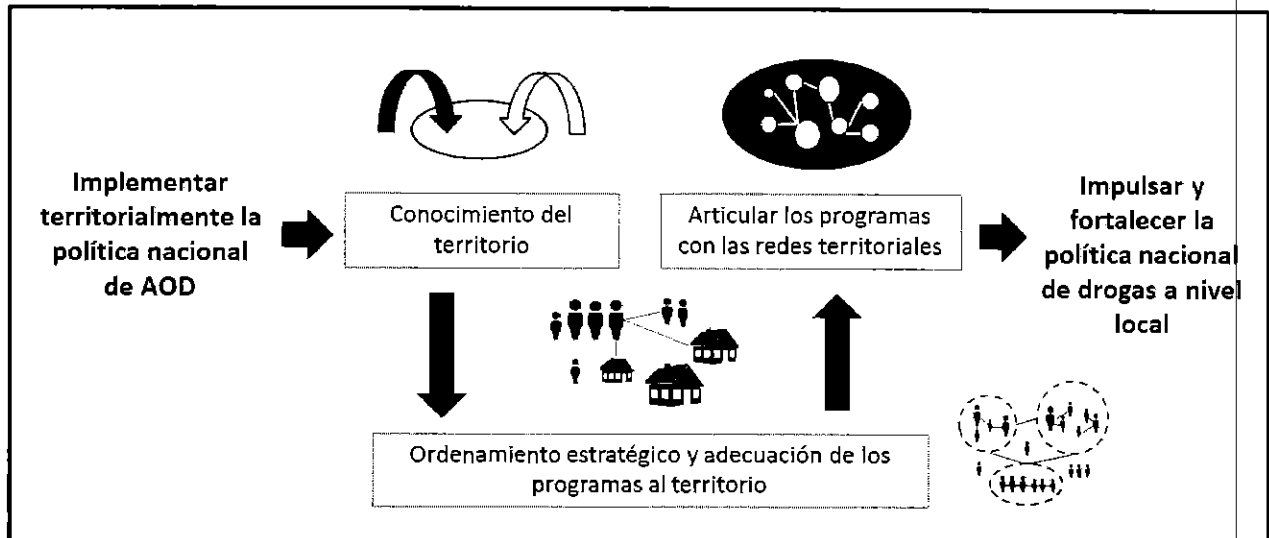 Implementar
territorialmente la
política nacional
de AOD
Conocimiento del
territorio
Articular los programas
con las redes territoriales
Impulsar y
fortalecer la
política nacional
de drogas a nivel
local
Ordenamiento estratégico y adecuación de los
programas al territorio